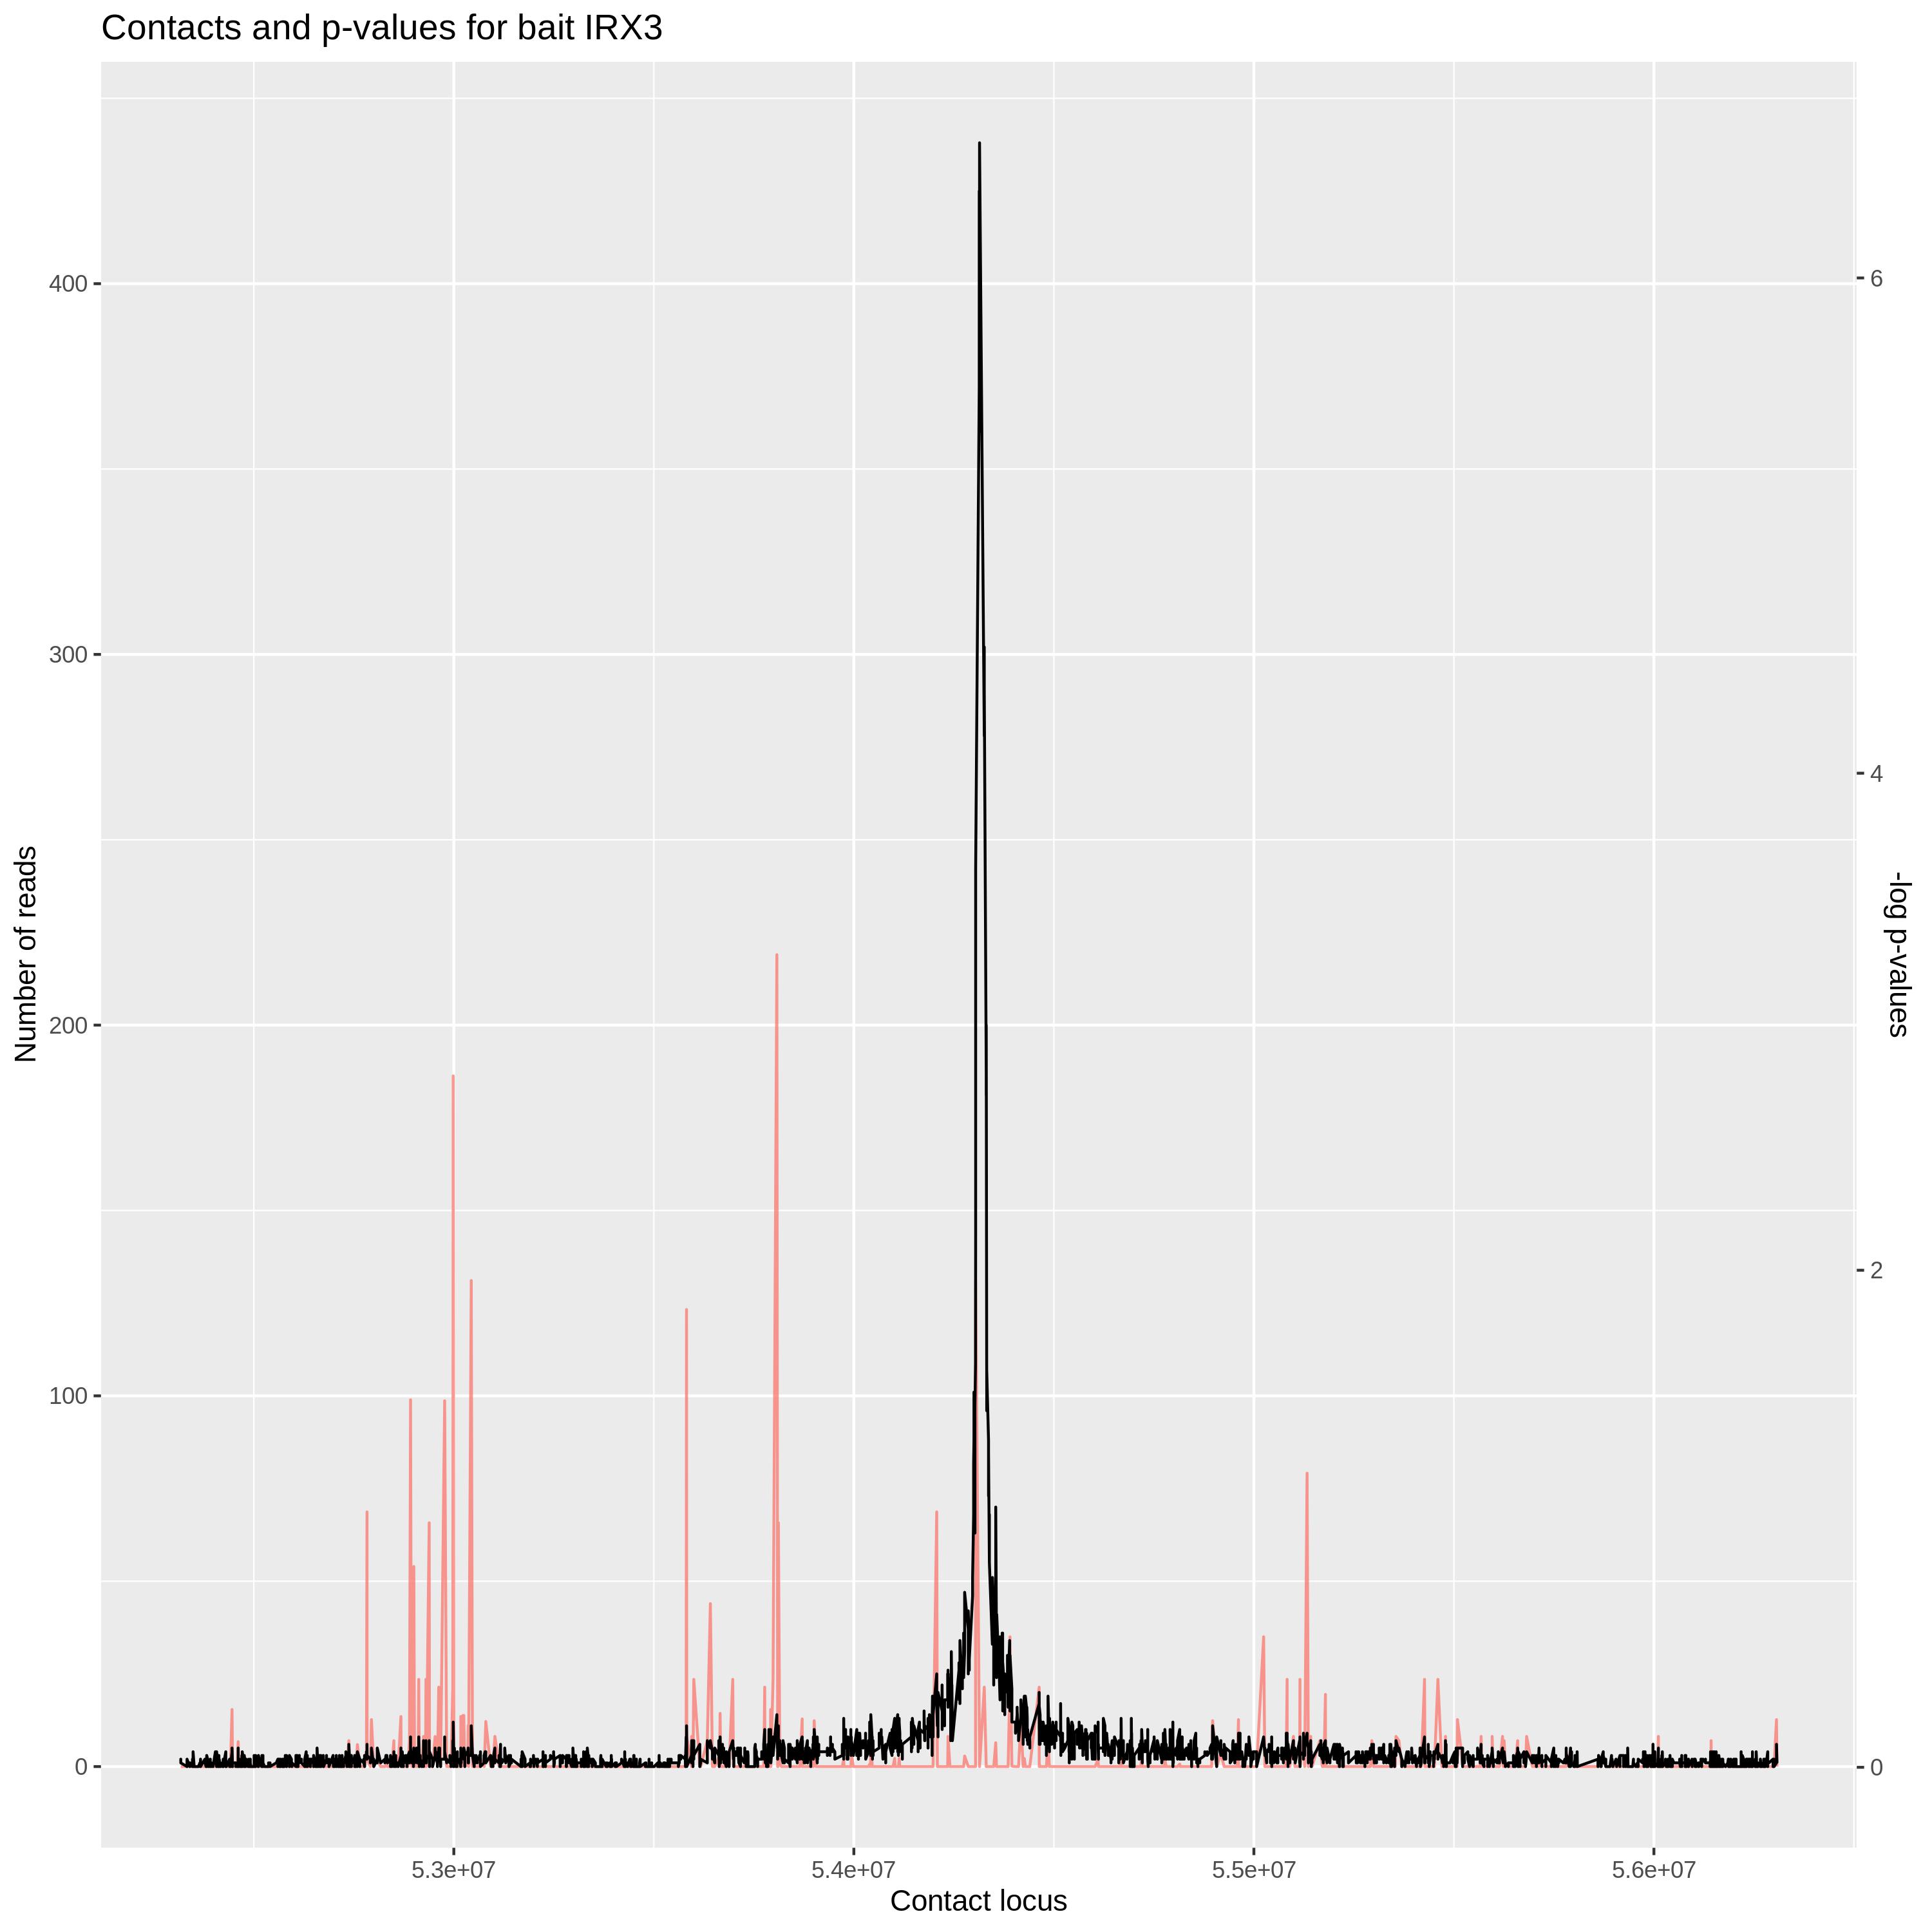 Contacts and p-values for bait IRX3
Number of reads
400
300
200
100
0
6
4
2
0
-log p-values
5.3e+07
5.4e+07
5.5e+07
5.6e+07
Contact locus